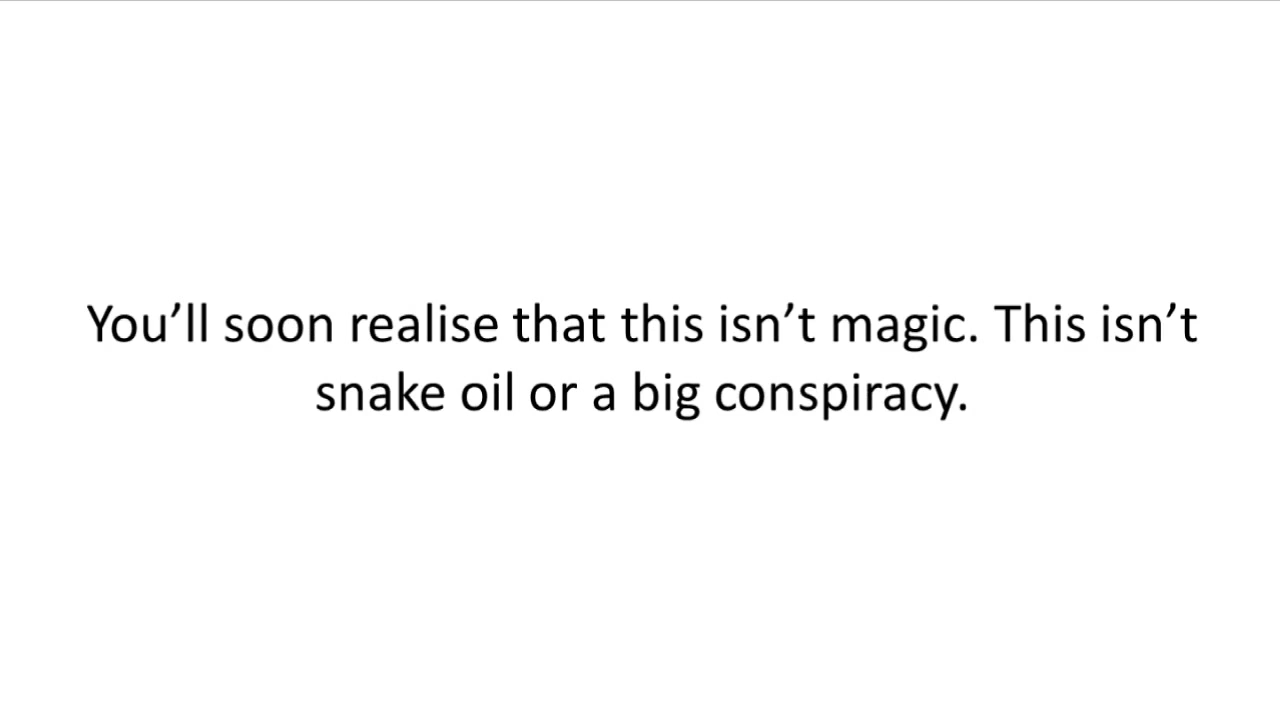 You’ll soon realise that this isn’t magic. This isn’t
snake oil or a big conspiracy.